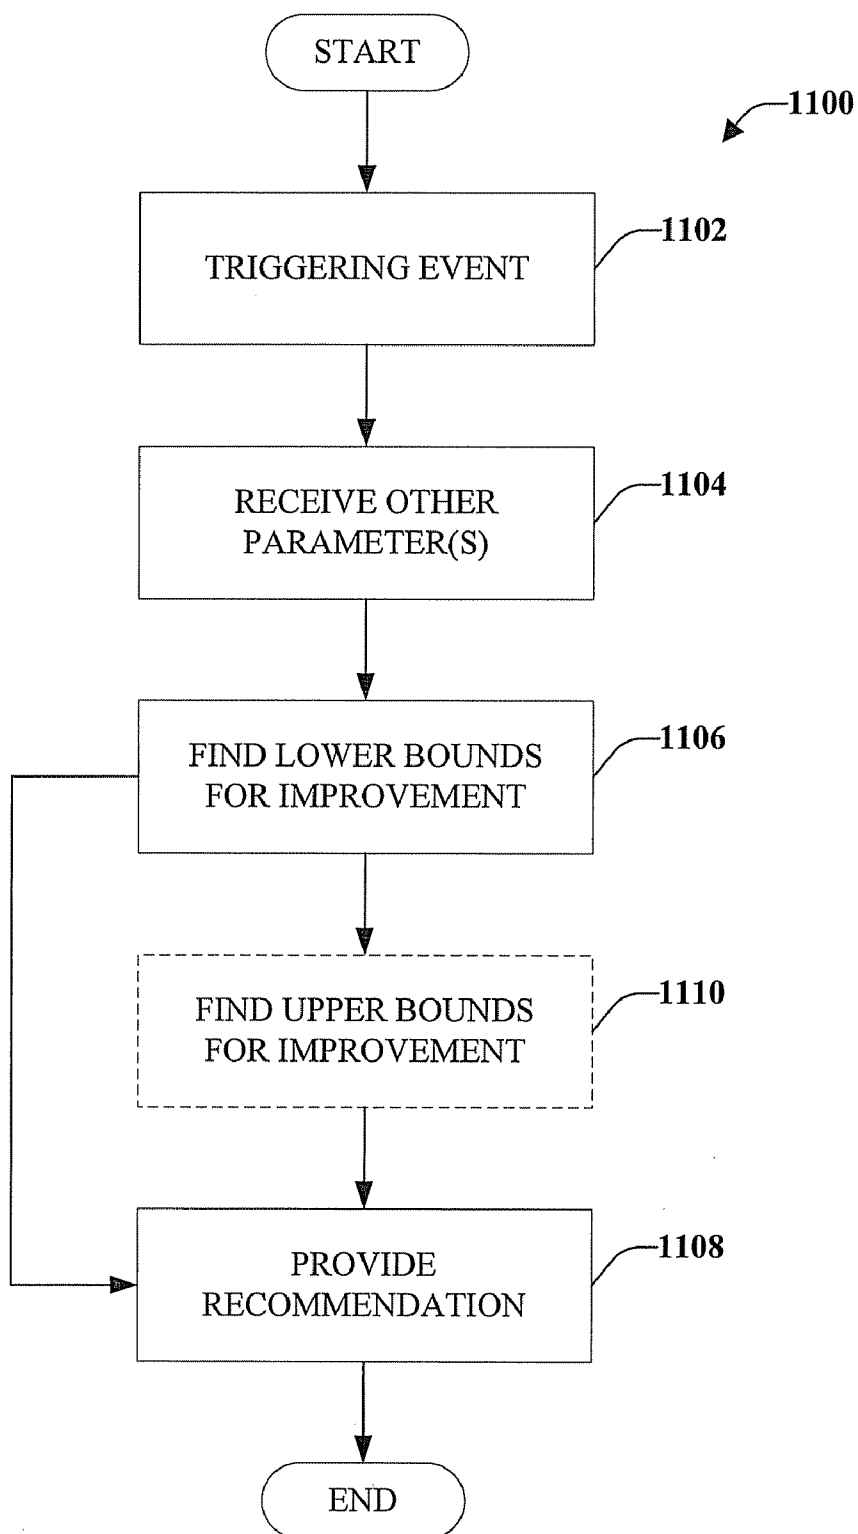 START
1100
TRIGGERING EVENT
1102
RECEIVE OTHER
PARAMETER(S)
1104
FIND LOWER BOUNDS
FOR IMPROVEMENT
1106
FIND UPPER BOUNDS
FOR IMPROVEMENT
1110
PROVIDE
RECOMMENDATION
1108
END